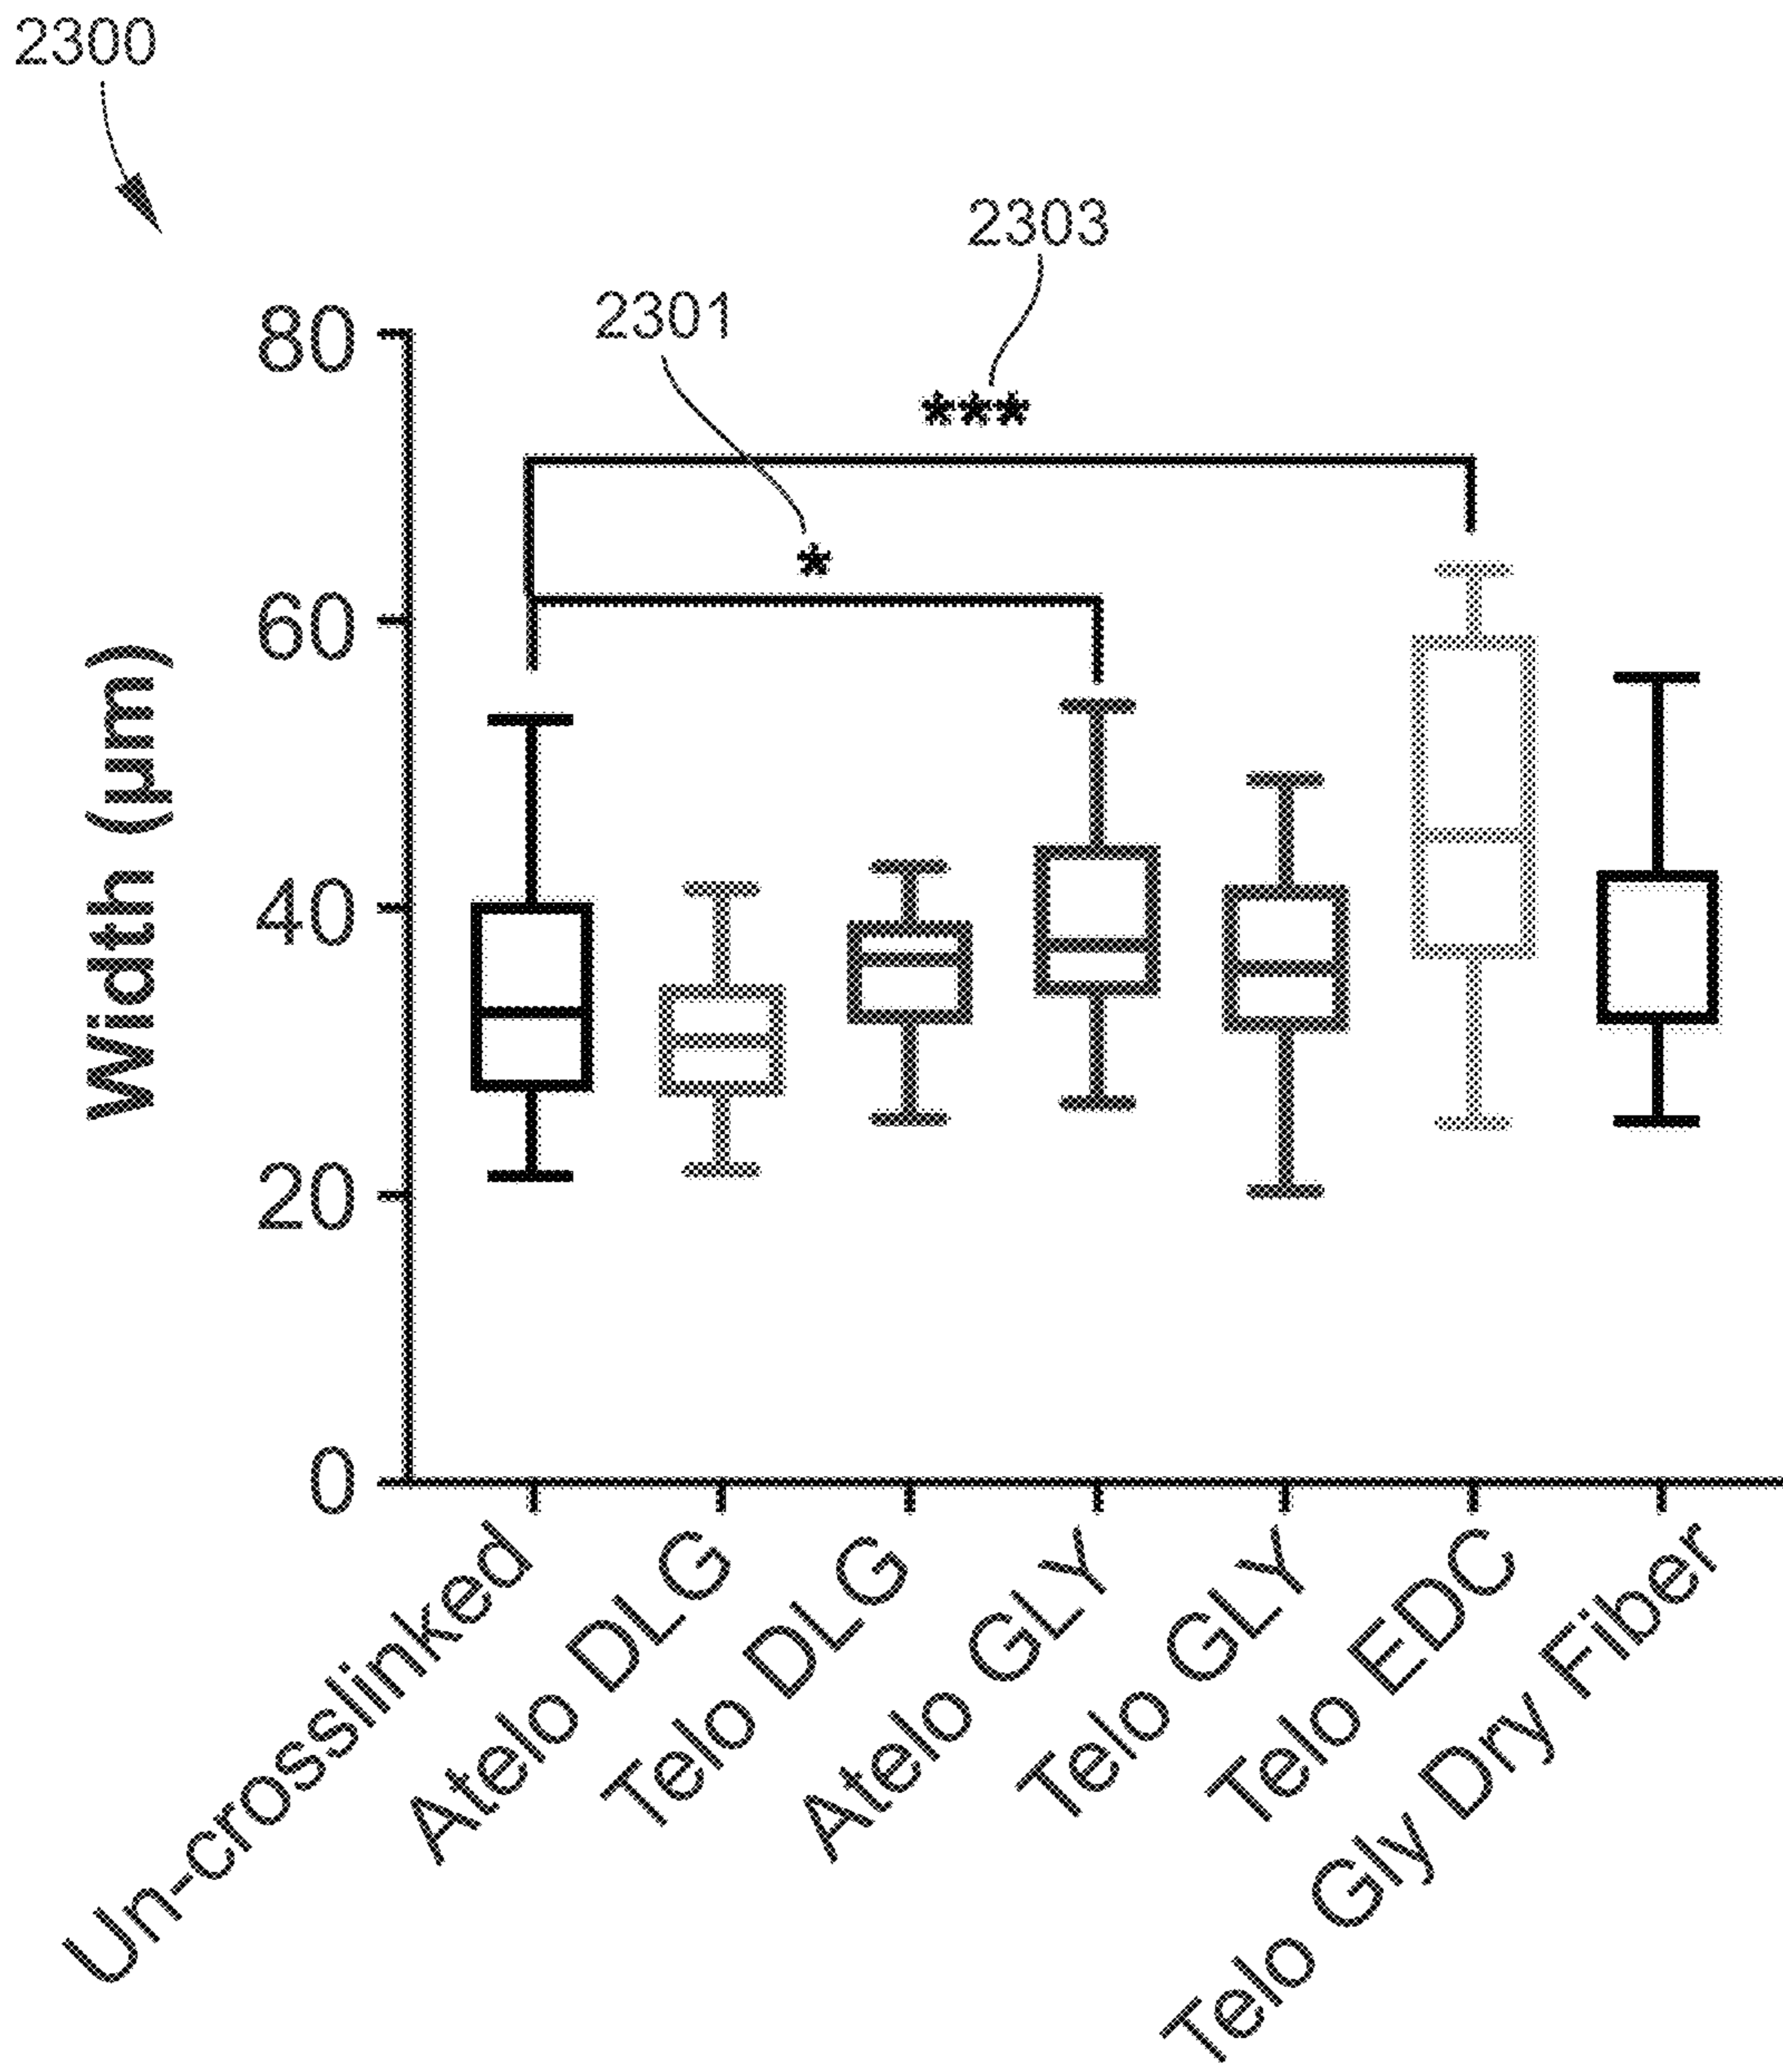 2300
2303
2301
***
*
Width (µm)
80
60
40
20
0
Un-crosslinked
Atelo DLG
Telo DLG
Atelo GLY
Telo GLY
Telo EDC
Telo Gly Dry Fiber